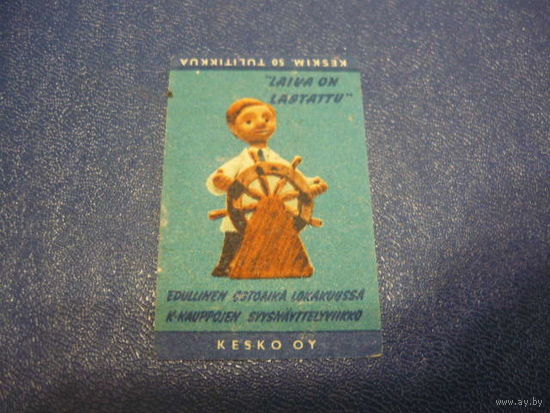 KESKIM. 50 TULITIKKUA
"LAIVA ON
LASTATTU"
EDULLINEN OSTOAIKA LOKAKUUSSA
K-KAUPPOJEN SYYSNÄYTTELYVIIKKO
KESKO OY
www.ay.by